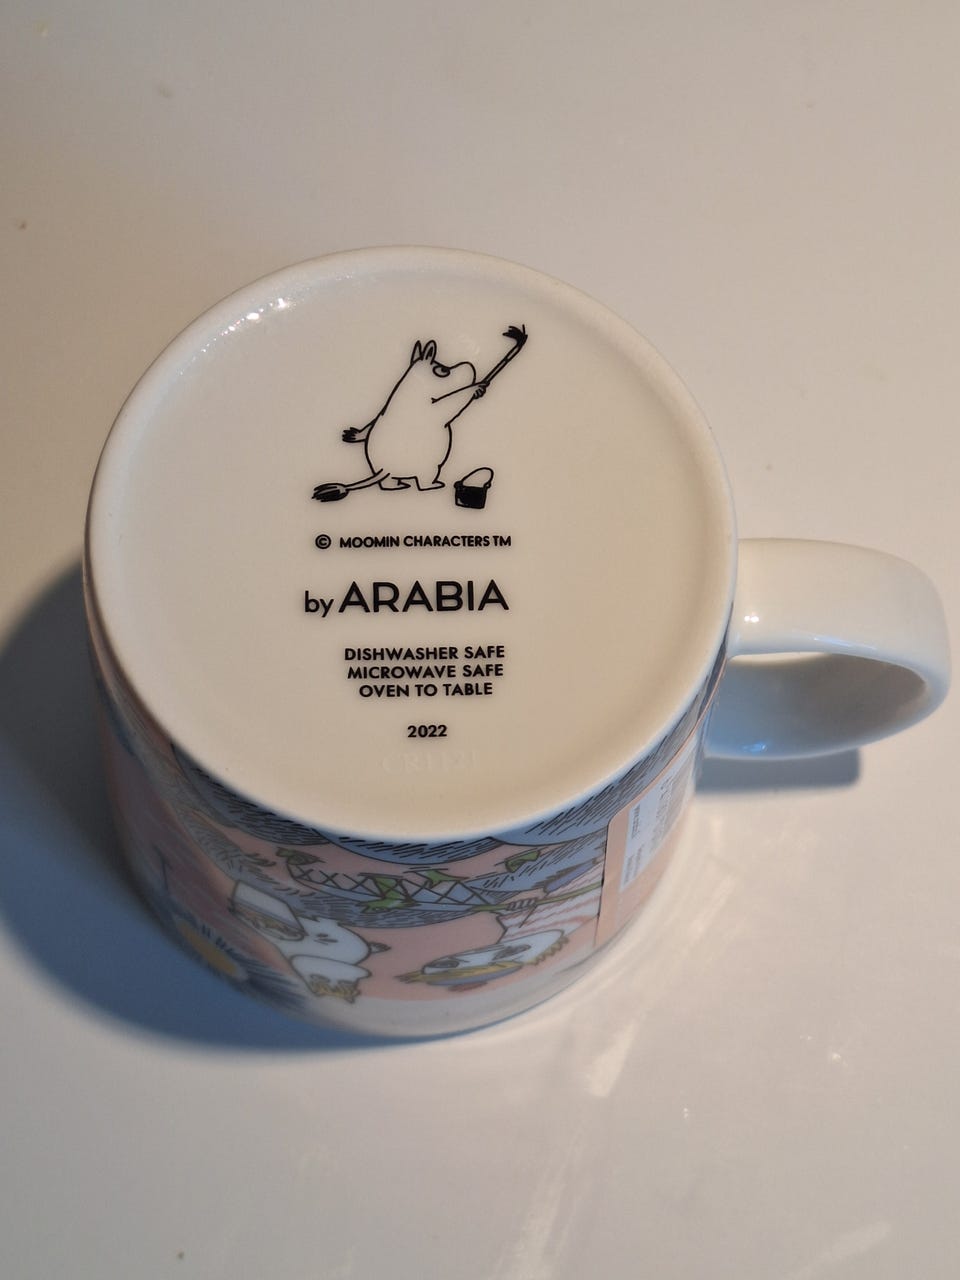 © MOOMIN CHARACTERS TM
by ARABIA
DISHWASHER SAFE
MICROWAVE SAFE
OVEN TO TABLE
2022